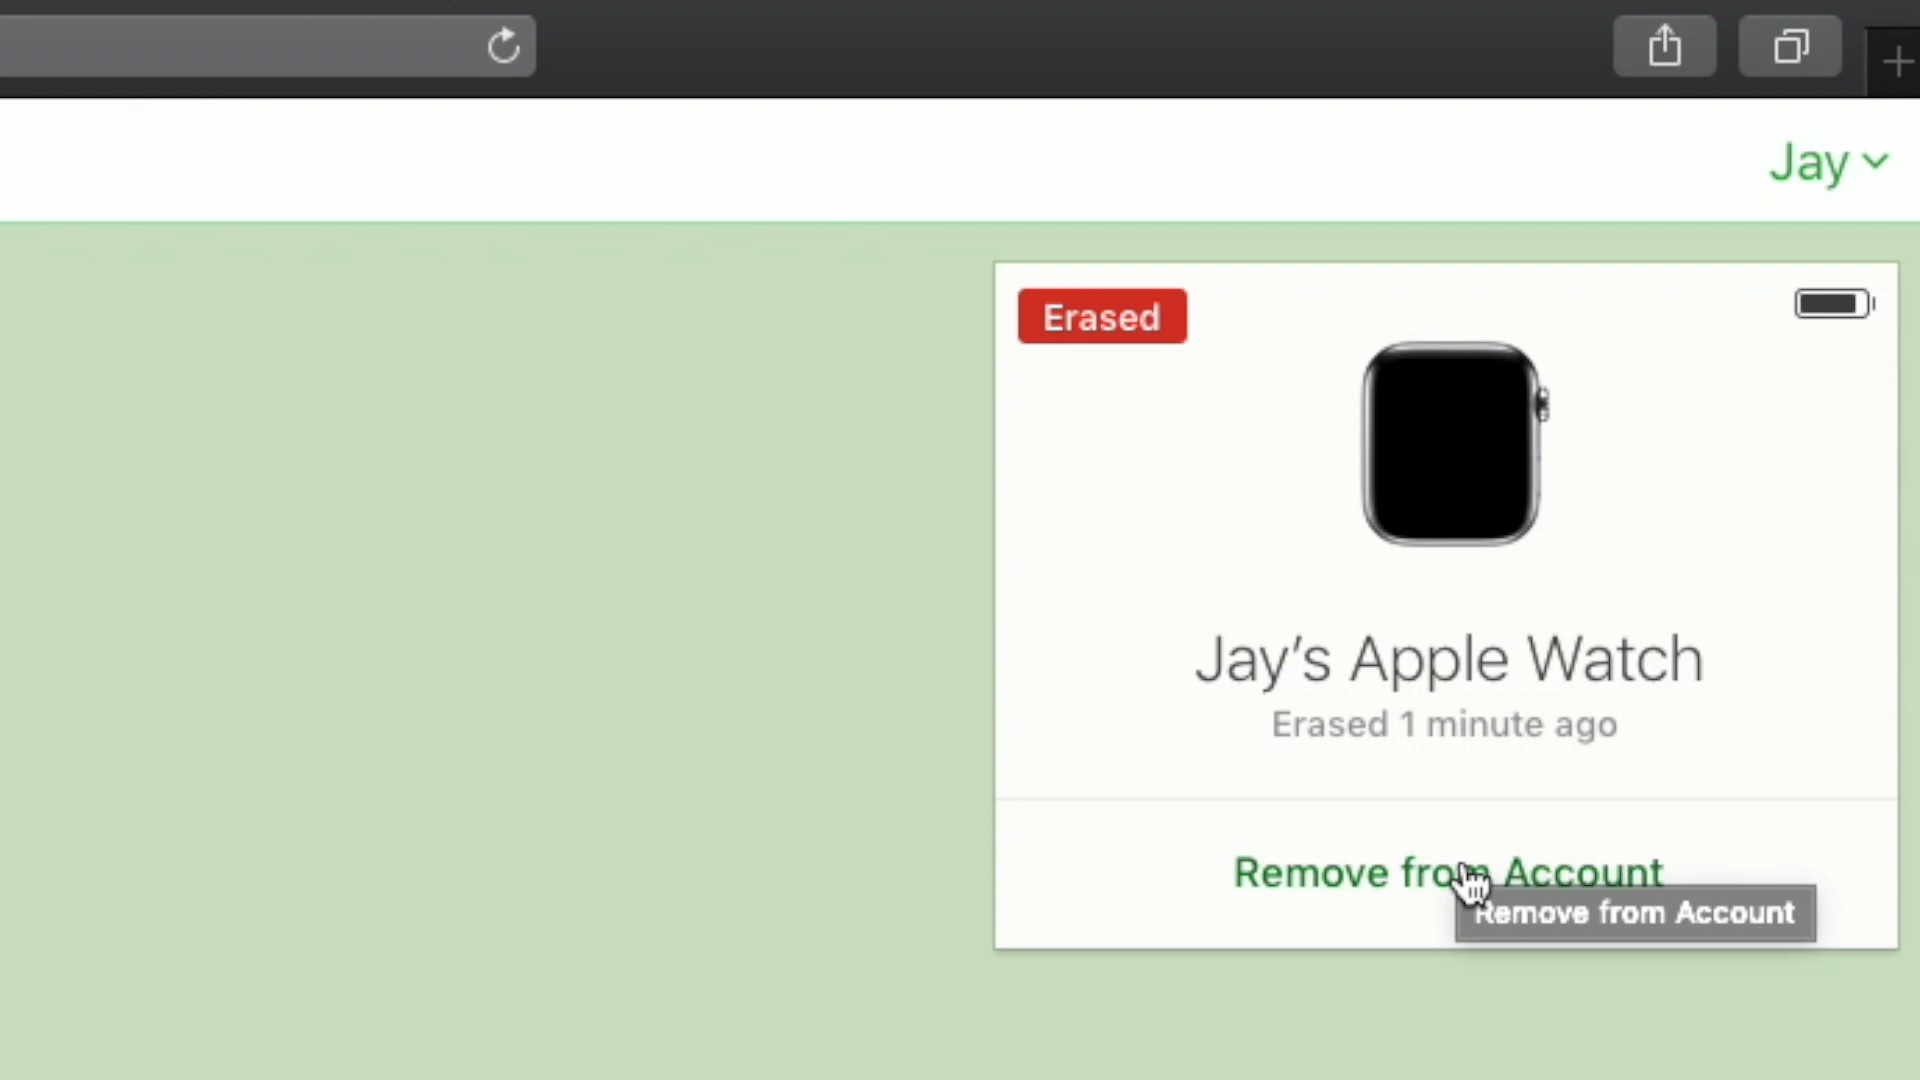 Jay
Erased
Jay's Apple Watch
Erased 1 minute ago
Remove from Account
Remove from Account